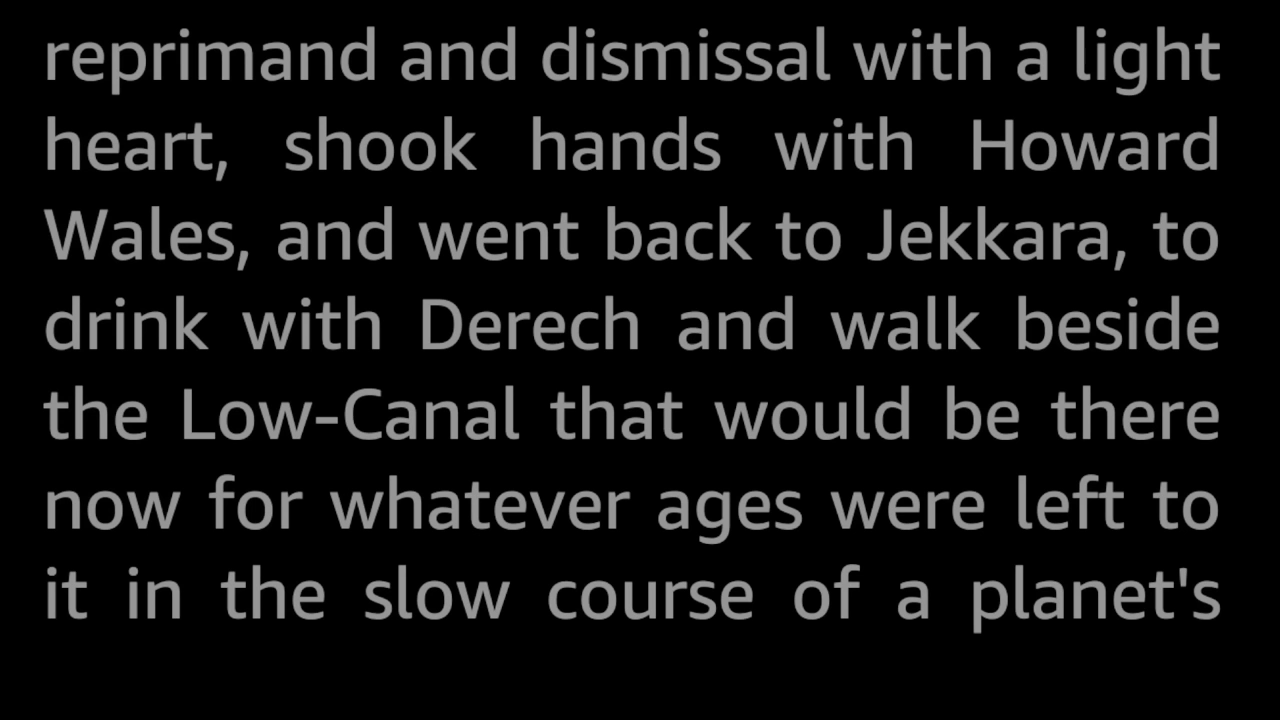 reprimand and dismissal with a light
heart, shook hands with Howard
Wales, and went back to Jekkara, to
drink with Derech and walk beside
the Low-Canal that would be there
now for whatever ages were left to
it in the slow course of a planet's